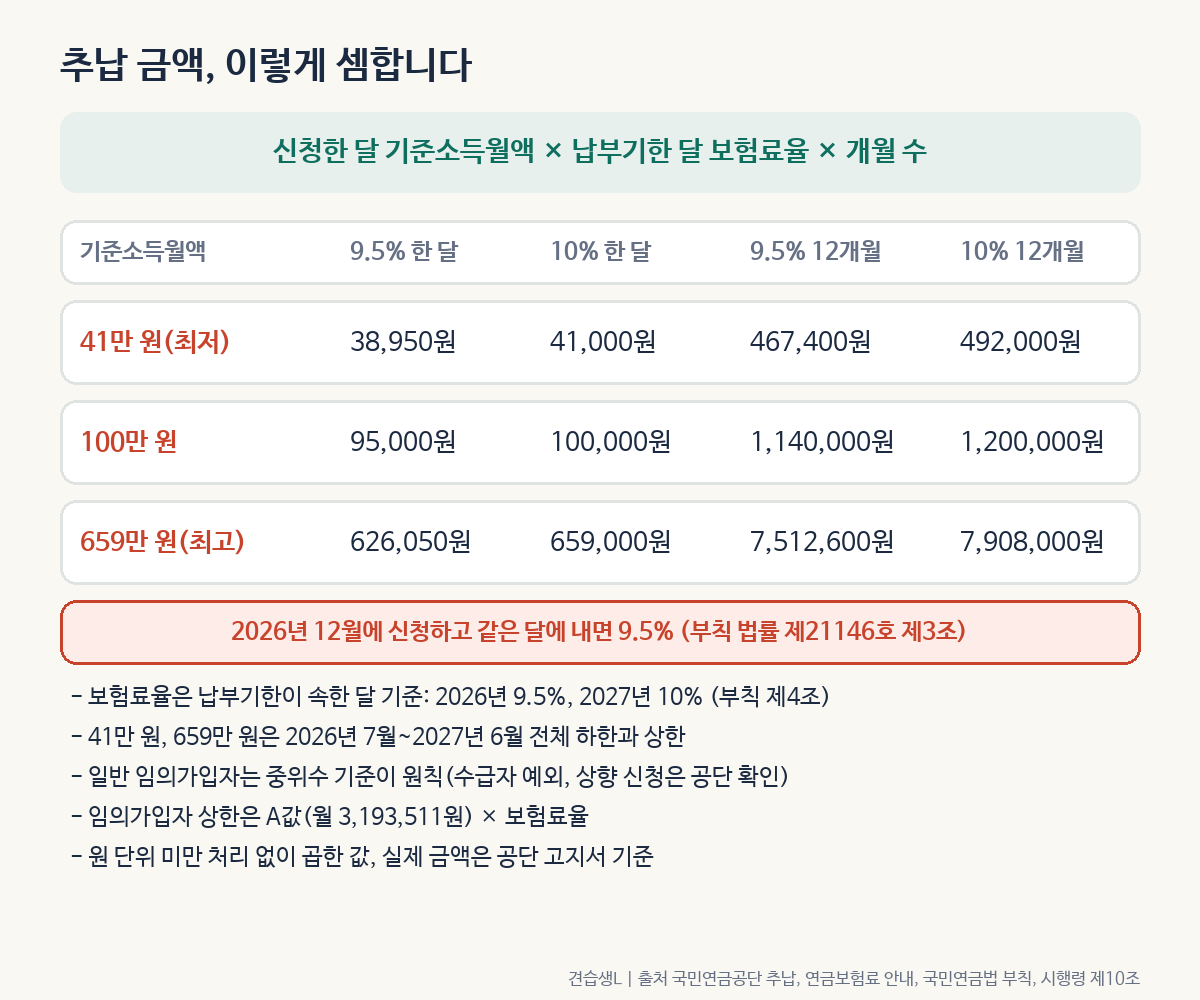 추납 금액, 이렇게 셈합니다
신청한 달 기준소득월액 × 납부기한 달 보험료율 × 개월 수
기준소득월액 9.5% 한 달 10% 한 달 9.5% 12개월 10% 12개월
41만 원(최저) 38,950원 41,000원 467,400원 492,000원
100만 원 95,000원 100,000원 1,140,000원 1,200,000원
659만 원(최고) 626,050원 659,000원 7,512,600원 7,908,000원
2026년 12월에 신청하고 같은 달에 내면 9.5% (부칙 법률 제21146호 제3조)
- 보험료율은 납부기한이 속한 달 기준: 2026년 9.5%, 2027년 10% (부칙 제4조)
- 41만 원, 659만 원은 2026년 7월~2027년 6월 전체 하한과 상한
- 일반 임의가입자는 중위수 기준이 원칙(수급자 예외, 상향 신청은 공단 확인)
- 임의가입자 상한은 A값(월 3,193,511원) × 보험료율
- 원 단위 미만 처리 없이 곱한 값, 실제 금액은 공단 고지서 기준
견습생L | 출처 국민연금공단 추납, 연금보험료 안내, 국민연금법 부칙, 시행령 제10조